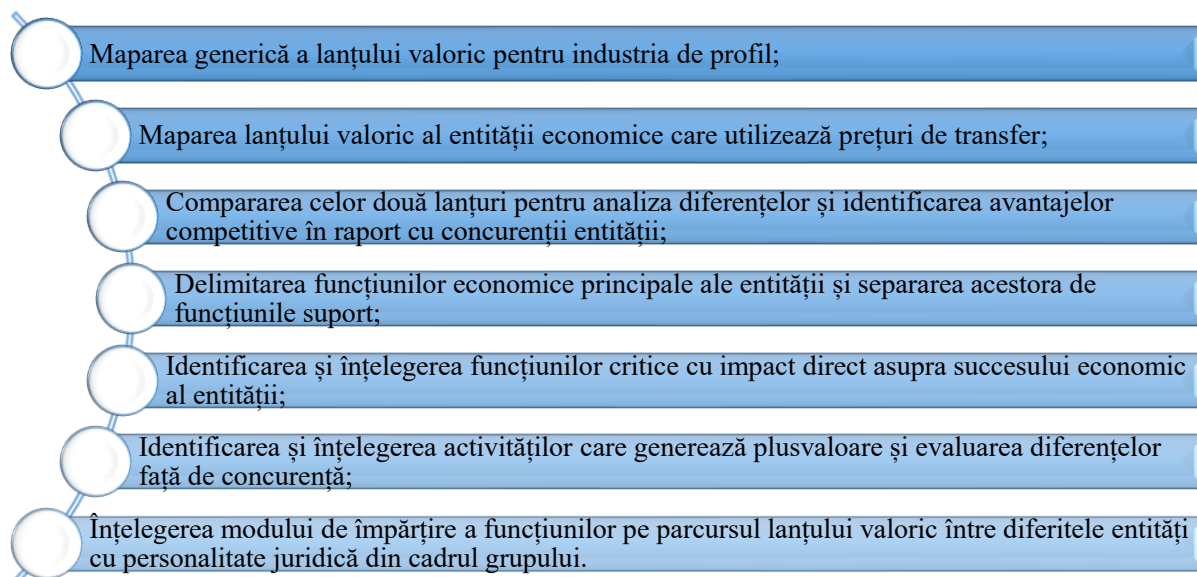 Maparea generică a lanțului valoric pentru industria de profil;
Maparea lanțului valoric al entității economice care utilizează prețuri de transfer;
Compararea celor două lanțuri pentru analiza diferențelor și identificarea avantajelor
competitive în raport cu concurenții entității;
Delimitarea funcțiunilor economice principale ale entității și separarea acestora de
funcțiunile suport;
Identificarea și înțelegerea funcțiunilor critice cu impact direct asupra succesului economic
al entității;
Identificarea și înțelegerea activităților care generează plusvaloare și evaluarea diferențelor
față de concurență;
Înțelegerea modului de împărțire a funcțiunilor pe parcursul lanțului valoric între diferitele entități
cu personalitate juridică din cadrul grupului.